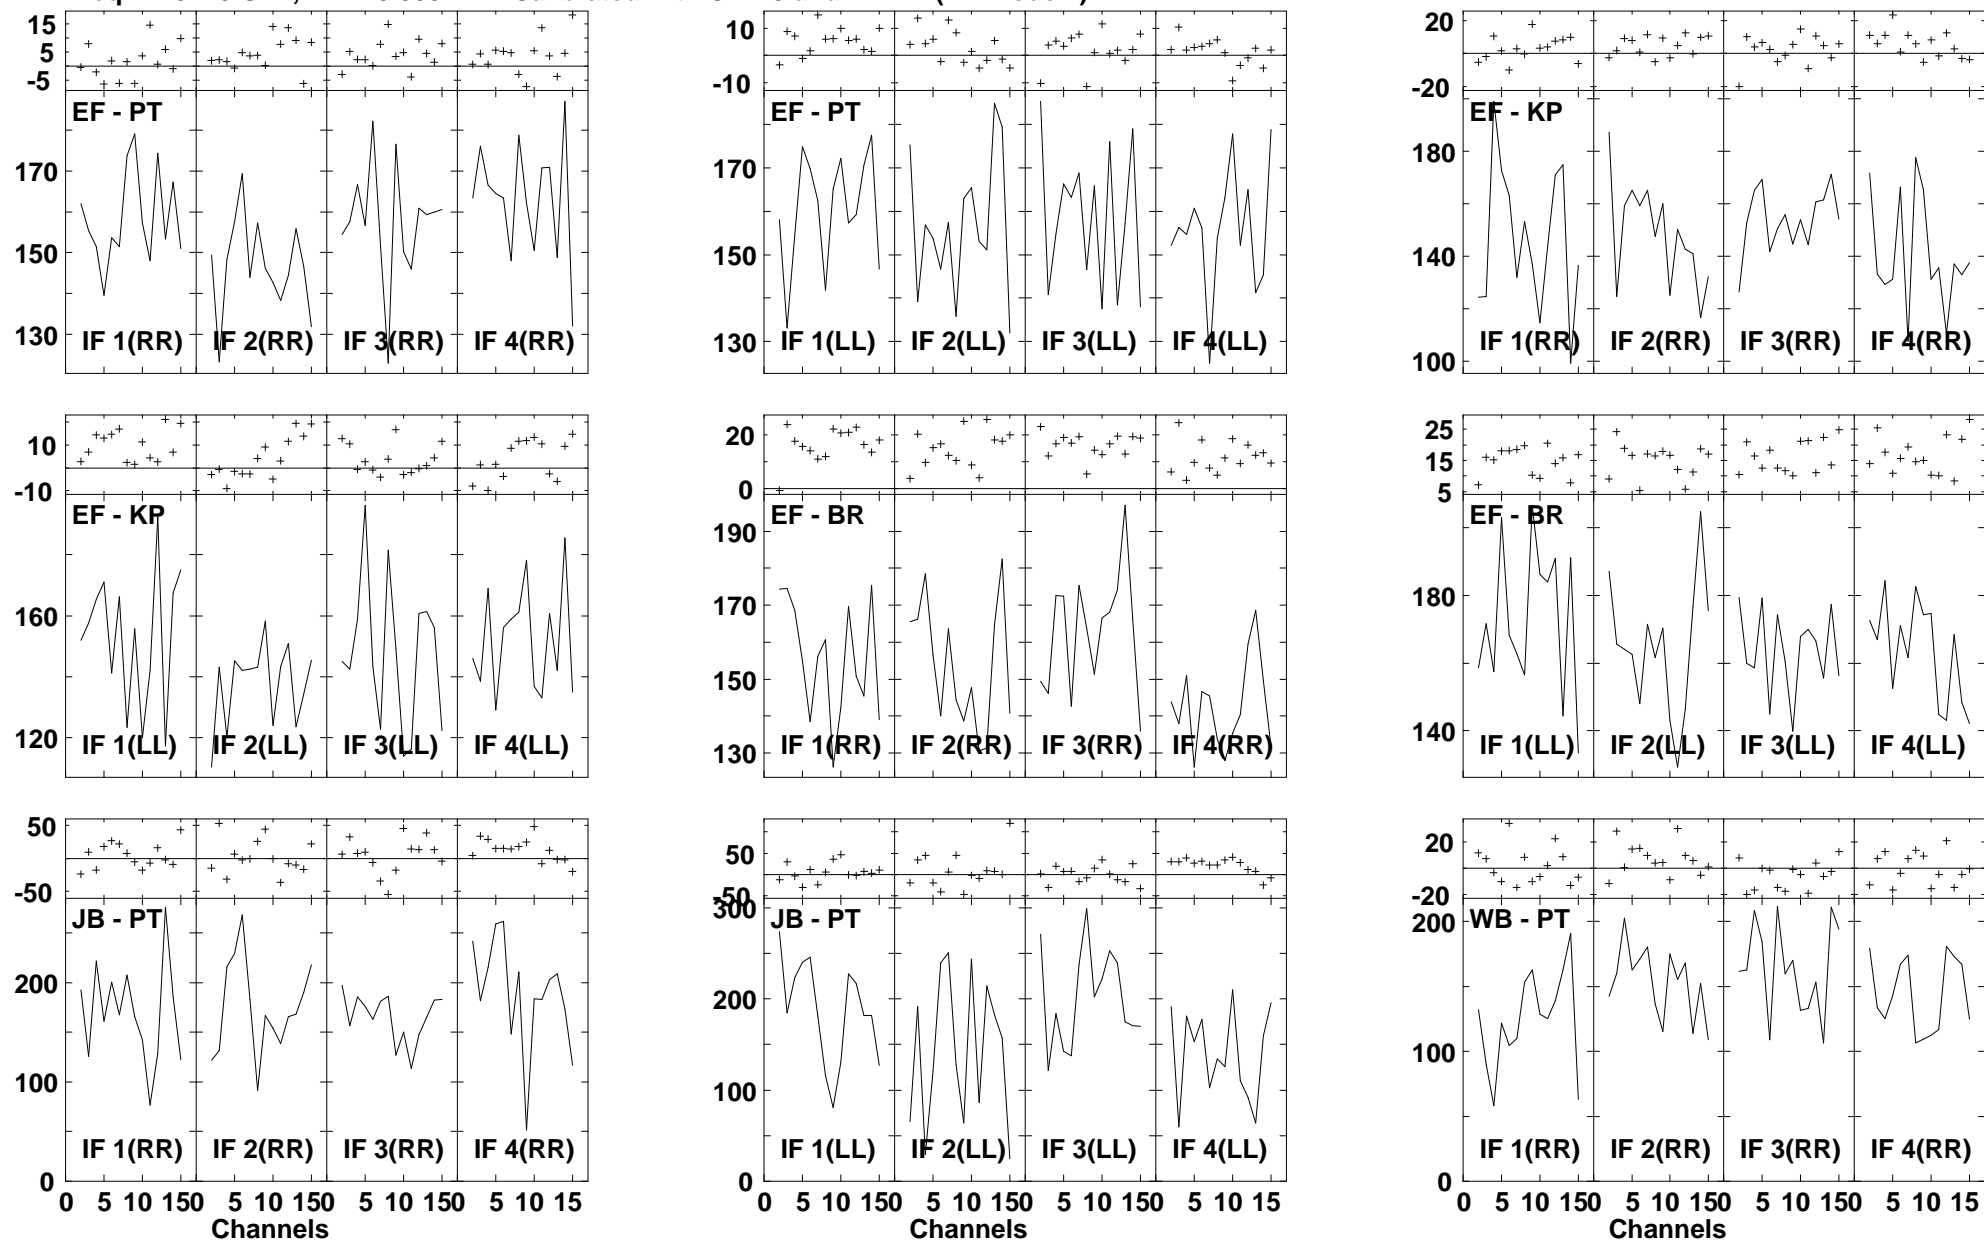 15
5
-5
EF - PT
170
150
130
IF 1(RR) IF 2(RR) IF 3(RR) IF 4(RR)
10
-10
EF - PT
170
150
130
IF 1(LL) IF 2(LL) IF 3(LL) IF 4(LL)
20
-20
EF - KP
180
140
100
IF 1(RR) IF 2(RR) IF 3(RR) IF 4(RR)
10
-10
EF - KP
160
120
IF 1(LL) IF 2(LL) IF 3(LL) IF 4(LL)
20
0
EF - BR
190
170
150
130
IF 1(RR) IF 2(RR) IF 3(RR) IF 4(RR)
25
15
5
EF - BR
180
140
IF 1(LL) IF 2(LL) IF 3(LL) IF 4(LL)
50
-50
JB - PT
200
100
0
IF 1(RR) IF 2(RR) IF 3(RR) IF 4(RR)
0 5 10 5 10 150 5 10 150 5 10 15
Channels
50
-50
300
JB - PT
200
100
0
IF 1(LL) IF 2(LL) IF 3(LL) IF 4(LL)
0 5 10 5 10 150 5 10 150 5 10 15
Channels
20
-20
WB - PT
200
100
0
IF 1(RR) IF 2(RR) IF 3(RR) IF 4(RR)
0 5 10 5 10 150 5 10 150 5 10 15
Channels